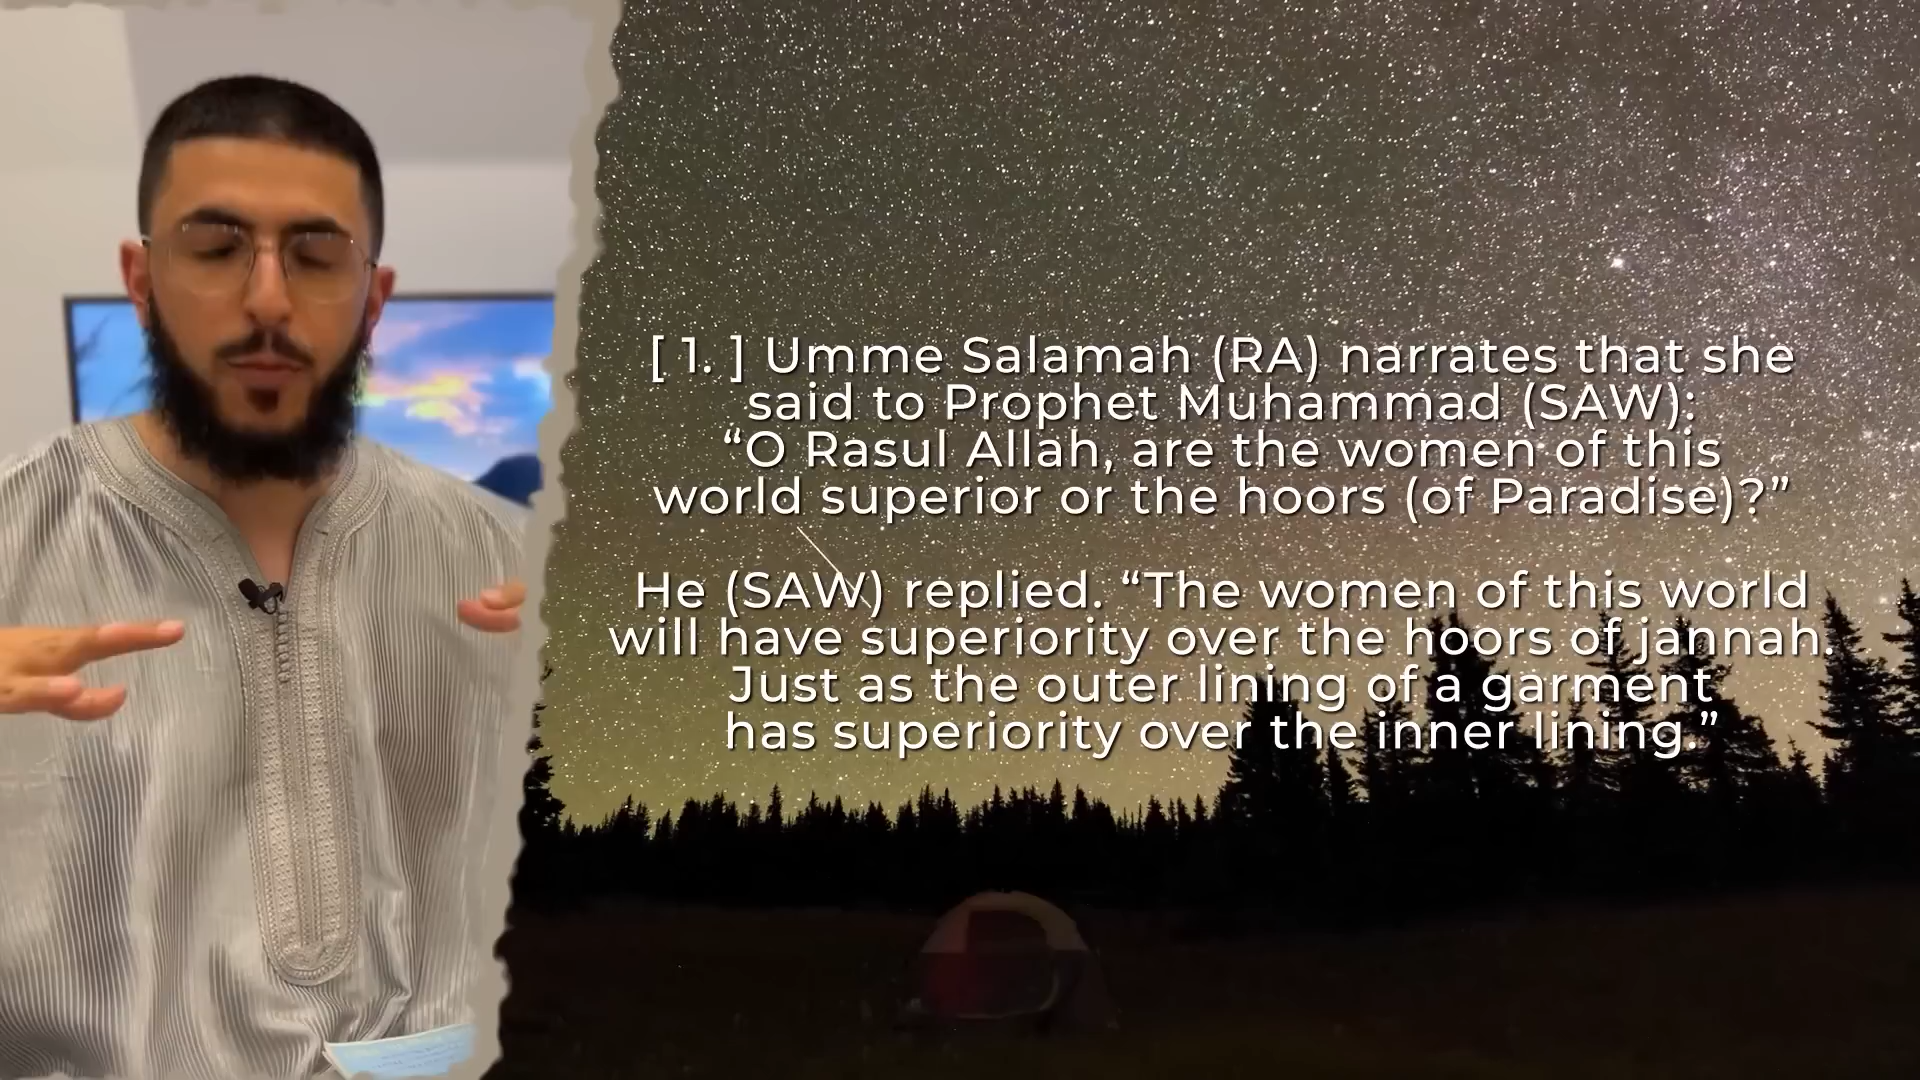 [ 1. ] Umme Salamah (RA) narrates that she
said to Prophet Muhammad (SAW):
“O Rasul Allah, are the women of this
world superior or the hoors (of Paradise)?”
He (SAW) replied. “The women of this world
will have superiority over the hoors of jannah.
Just as the outer lining of a garment
has superiority over the inner lining.”